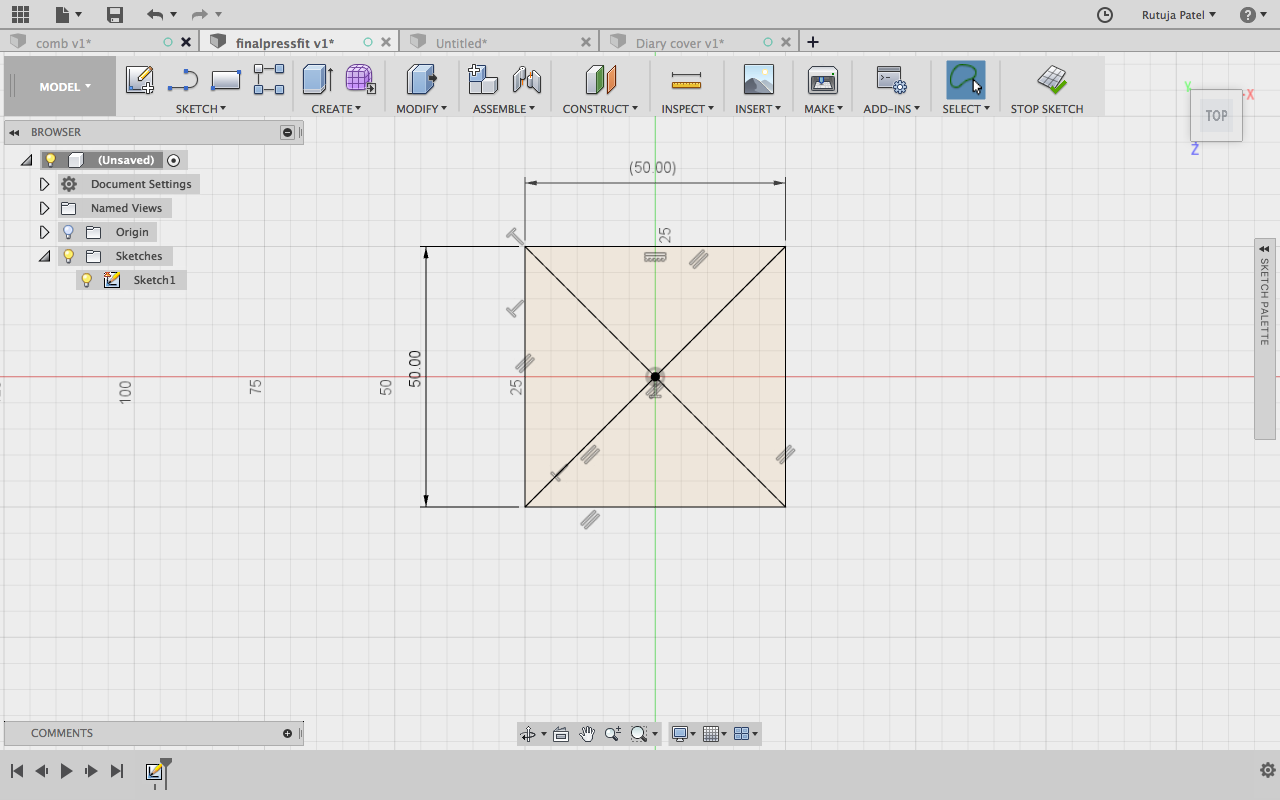 Rutuja Patel
?
comb v1*
finalpressfit v1*
Untitled*
Diary cover v1*
MODEL
SKETCH
CREATE
MODIFY
ASSEMBLE
CONSTRUCT
INSPECT
INSERT
MAKE
ADD-INS
SELECT
STOP SKETCH
Y
X
TOP
Z
BROWSER
(Unsaved)
Document Settings
Named Views
Origin
Sketches
Sketch1
(50.00)
25
50.00
100
75
50
25
SKETCH PALETTE
COMMENTS